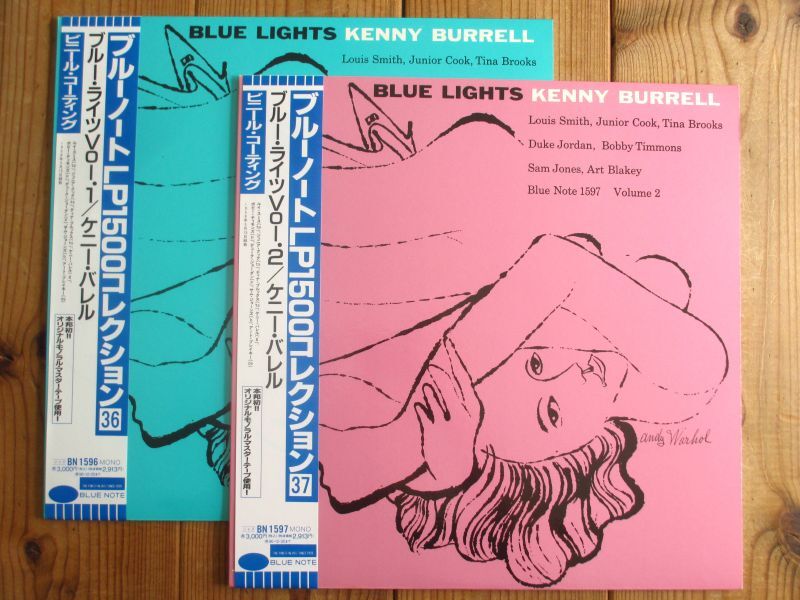 BLUE LIGHTS KENNY BURRELL
Louis Smith, Junior Cook, Tina Brooks
ブルーノートLP1500コレクション 36
ビニール・コーティング
ブルー・ライツVol.1/ケニー・バレル
本邦初!!
オリジナルモノラルマスターテープ使用!
ジャズ BN 1596 MONO
BLUE NOTE
BLUE LIGHTS KENNY BURRELL
Louis Smith, Junior Cook, Tina Brooks
Duke Jordan, Bobby Timmons
Sam Jones, Art Blakey
Blue Note 1597 Volume 2
ブルーノートLP1500コレクション 37
ビニール・コーティング
ブルー・ライツVol.2/ケニー・バレル
本邦初!!
オリジナルモノラルマスターテープ使用!
ジャズ BN 1597 MONO
BLUE NOTE
andy Warhol